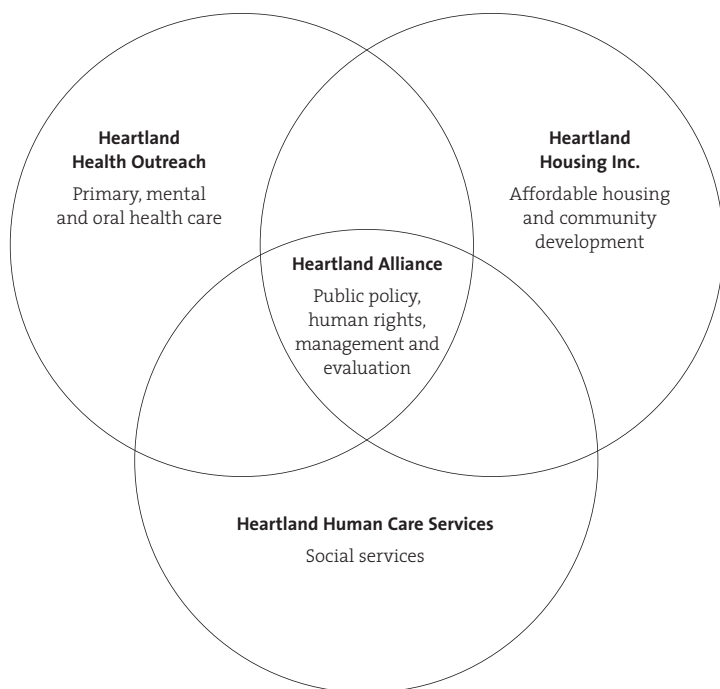 Heartland
Health Outreach
Primary, mental
and oral health care
Heartland
Housing Inc.
Affordable housing
and community
development
Heartland Alliance
Public policy,
human rights,
management and
evaluation
Heartland Human Care Services
Social services